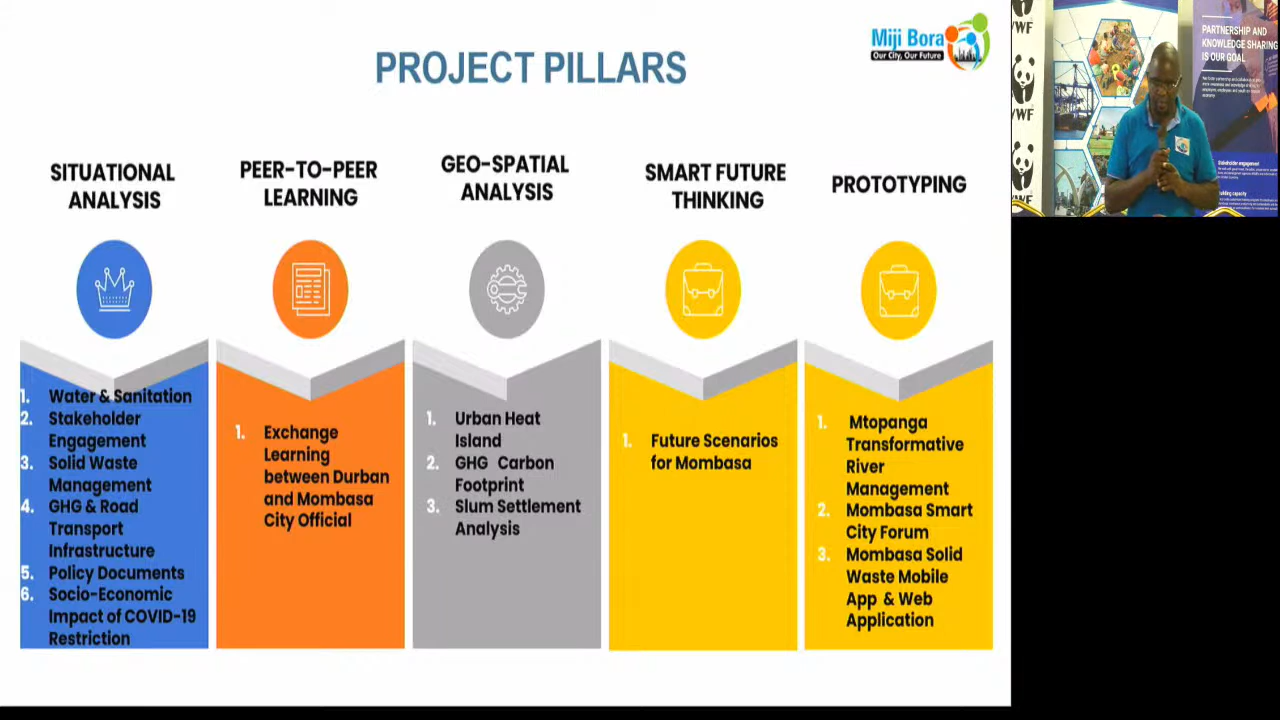 PROJECT PILLARS
Miji Bora
Our City, Our Future
SITUATIONAL
ANALYSIS
1. Water & Sanitation
2. Stakeholder
Engagement
3. Solid Waste
Management
4. GHG & Road
Transport
Infrastructure
5. Policy Documents
6. Socio-Economic
Impact of COVID-19
Restriction
PEER-TO-PEER
LEARNING
1. Exchange
Learning
between Durban
and Mombasa
City Official
GEO-SPATIAL
ANALYSIS
1. Urban Heat
Island
2. GHG Carbon
Footprint
3. Slum Settlement
Analysis
SMART FUTURE
THINKING
1. Future Scenarios
for Mombasa
PROTOTYPING
1. Mtopanga
Transformative
River
Management
2. Mombasa Smart
City Forum
3. Mombasa Solid
Waste Mobile
App & Web
Application
WWF
WWF
PARTNERSHIP AND
KNOWLEDGE SHARING
IS OUR GOAL
Stakeholder engagement